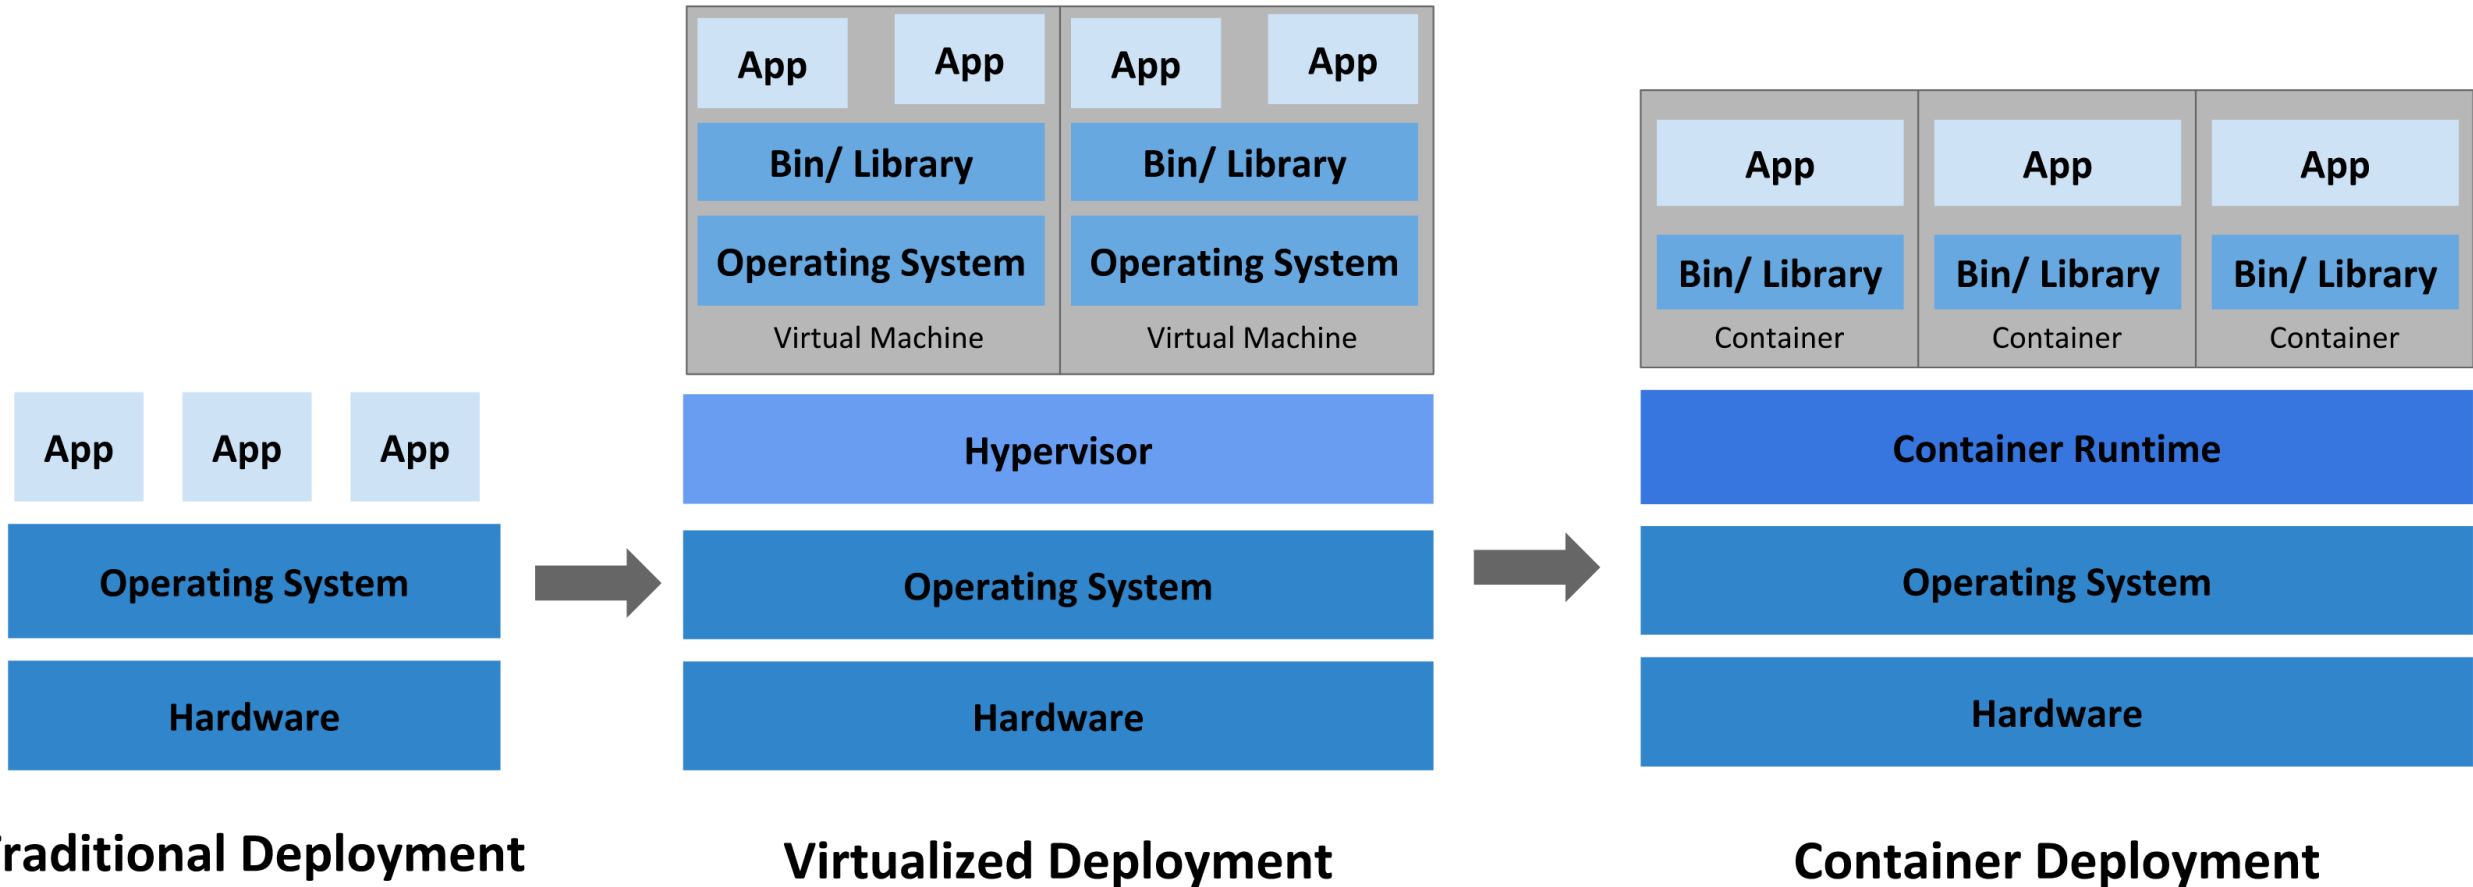 App
App
App
Operating System
Hardware
raditional Deployment
App
App
App
App
Bin/ Library
Bin/ Library
Operating System
Operating System
Virtual Machine
Virtual Machine
Hypervisor
Operating System
Hardware
Virtualized Deployment
App
App
App
Bin/ Library
Bin/ Library
Bin/ Library
Container
Container
Container
Container Runtime
Operating System
Hardware
Container Deployment